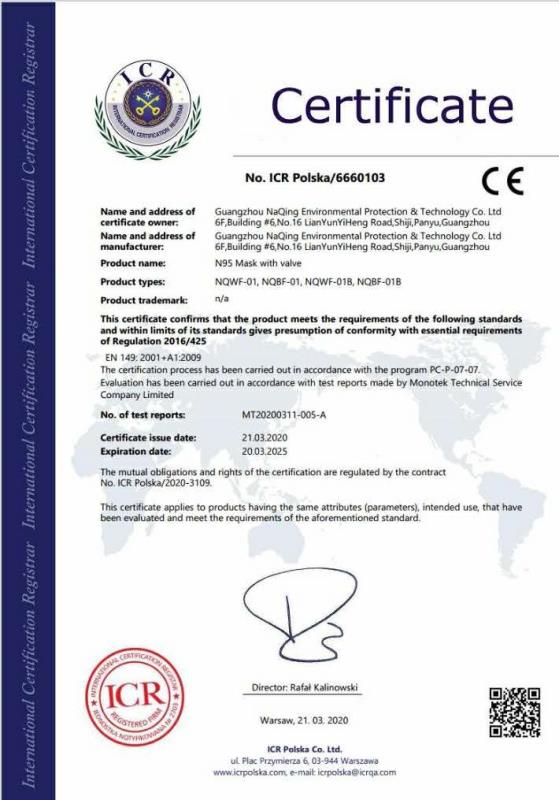 International Certification Registrar International Certification Registrar International Certification Registrar
ICR
INTERNATIONAL CERTIFICATION REGISTRAR
Certificate
No. ICR Polska/6660103
CE
Name and address of certificate owner:
Guangzhou NaQing Environmental Protection & Technology Co. Ltd
6F,Building #6,No.16 LianYunYiHeng Road,Shiji,Panyu,Guangzhou
Name and address of manufacturer:
Guangzhou NaQing Environmental Protection & Technology Co. Ltd
6F,Building #6,No.16 LianYunYiHeng Road,Shiji,Panyu,Guangzhou
Product name: N95 Mask with valve
Product types: NQWF-01, NQBF-01, NQWF-01B, NQBF-01B
Product trademark: n/a
This certificate confirms that the product meets the requirements of the following standards
and within limits of its standards gives presumption of conformity with essential requirements
of Regulation 2016/425
EN 149: 2001+A1:2009
The certification process has been carried out in accordance with the program PC-P-07-07.
Evaluation has been carried out in accordance with test reports made by Monotek Technical Service
Company Limited
No. of test reports: MT20200311-005-A
Certificate issue date: 21.03.2020
Expiration date: 20.03.2025
The mutual obligations and rights of the certification are regulated by the contract
No. ICR Polska/2020-3109.
This certificate applies to products having the same attributes (parameters), intended use, that have
been evaluated and meet the requirements of the aforementioned standard.
INTERNATIONAL CERTIFICATION REGISTRAR
ICR
REGISTERED FIRM
JEDNOSTKA NOTYFIKOWANA NR 2703
Director: Rafał Kalinowski
Warsaw, 21. 03. 2020
ICR Polska Co. Ltd.
ul. Plac Przymierza 6, 03-944 Warszawa
www.icrpolska.com, e-mail: icrpolska@icrqa.com